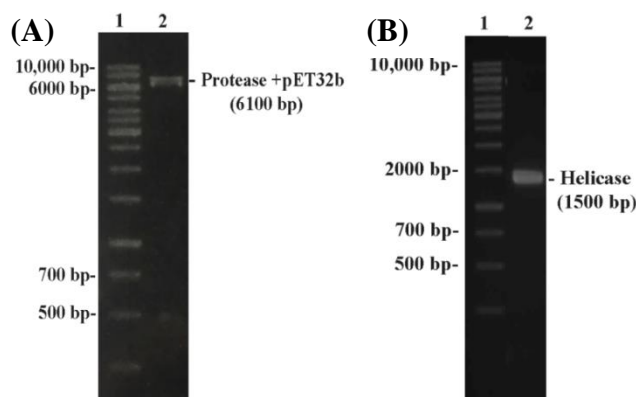 (A)
1 2
10,000 bp-
6000 bp-
- Protease +pET32b
(6100 bp)
700 bp-
500 bp-
(B)
1 2
10,000 bp-
2000 bp-
- Helicase
(1500 bp)
700 bp-
500 bp-